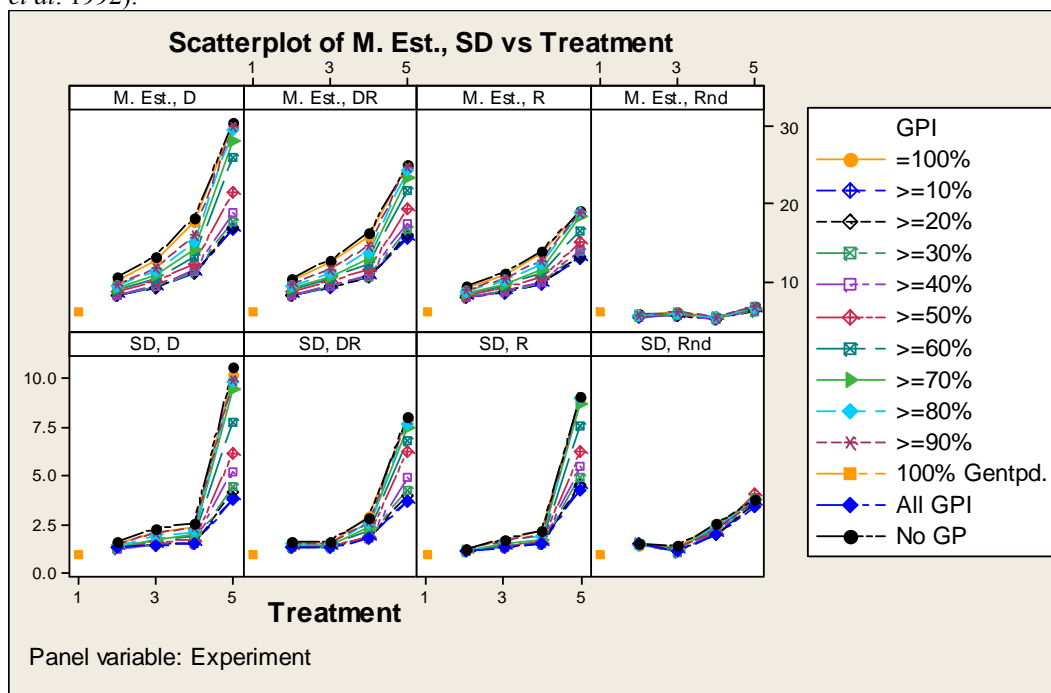 et al. 1992).
Scatterplot of M. Est., SD vs Treatment
1 3 5 1 3 5
M. Est., D M. Est., DR M. Est., R M. Est., Rnd
30
20
10
SD, D SD, DR SD, R SD, Rnd
10.0
7.5
5.0
2.5
0.0
1 3 5 1 3 5
Treatment
Panel variable: Experiment
GPI
=100%
>=10%
>=20%
>=30%
>=40%
>=50%
>=60%
>=70%
>=80%
>=90%
100% Gentpd.
All GPI
No GP